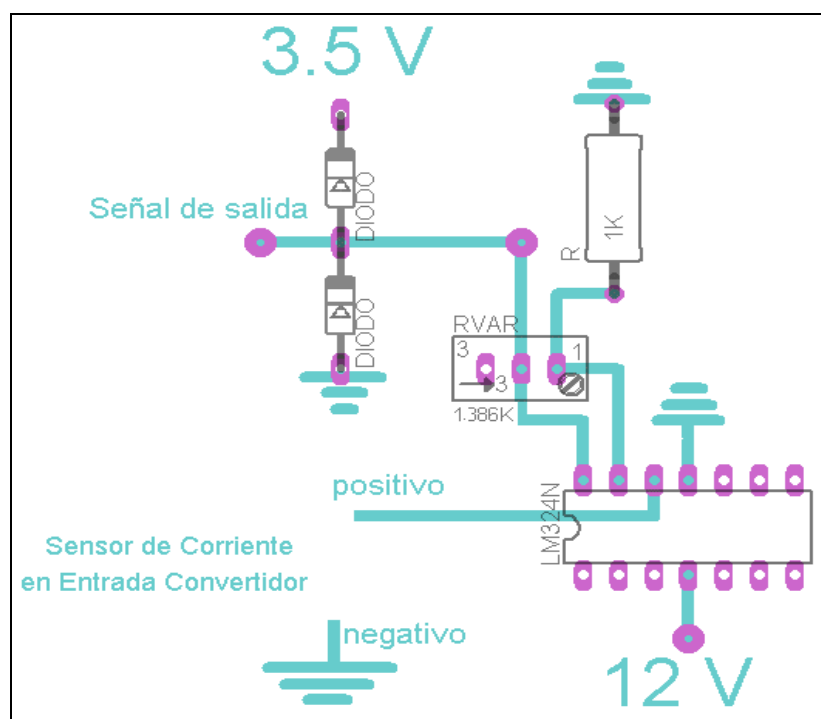 3.5 V
DIODO
Señal de salida
1K
R
DIODO
RVAR
3 1
3
1.386K
positivo
LM324N
Sensor de Corriente
en Entrada Convertidor
negativo
12 V